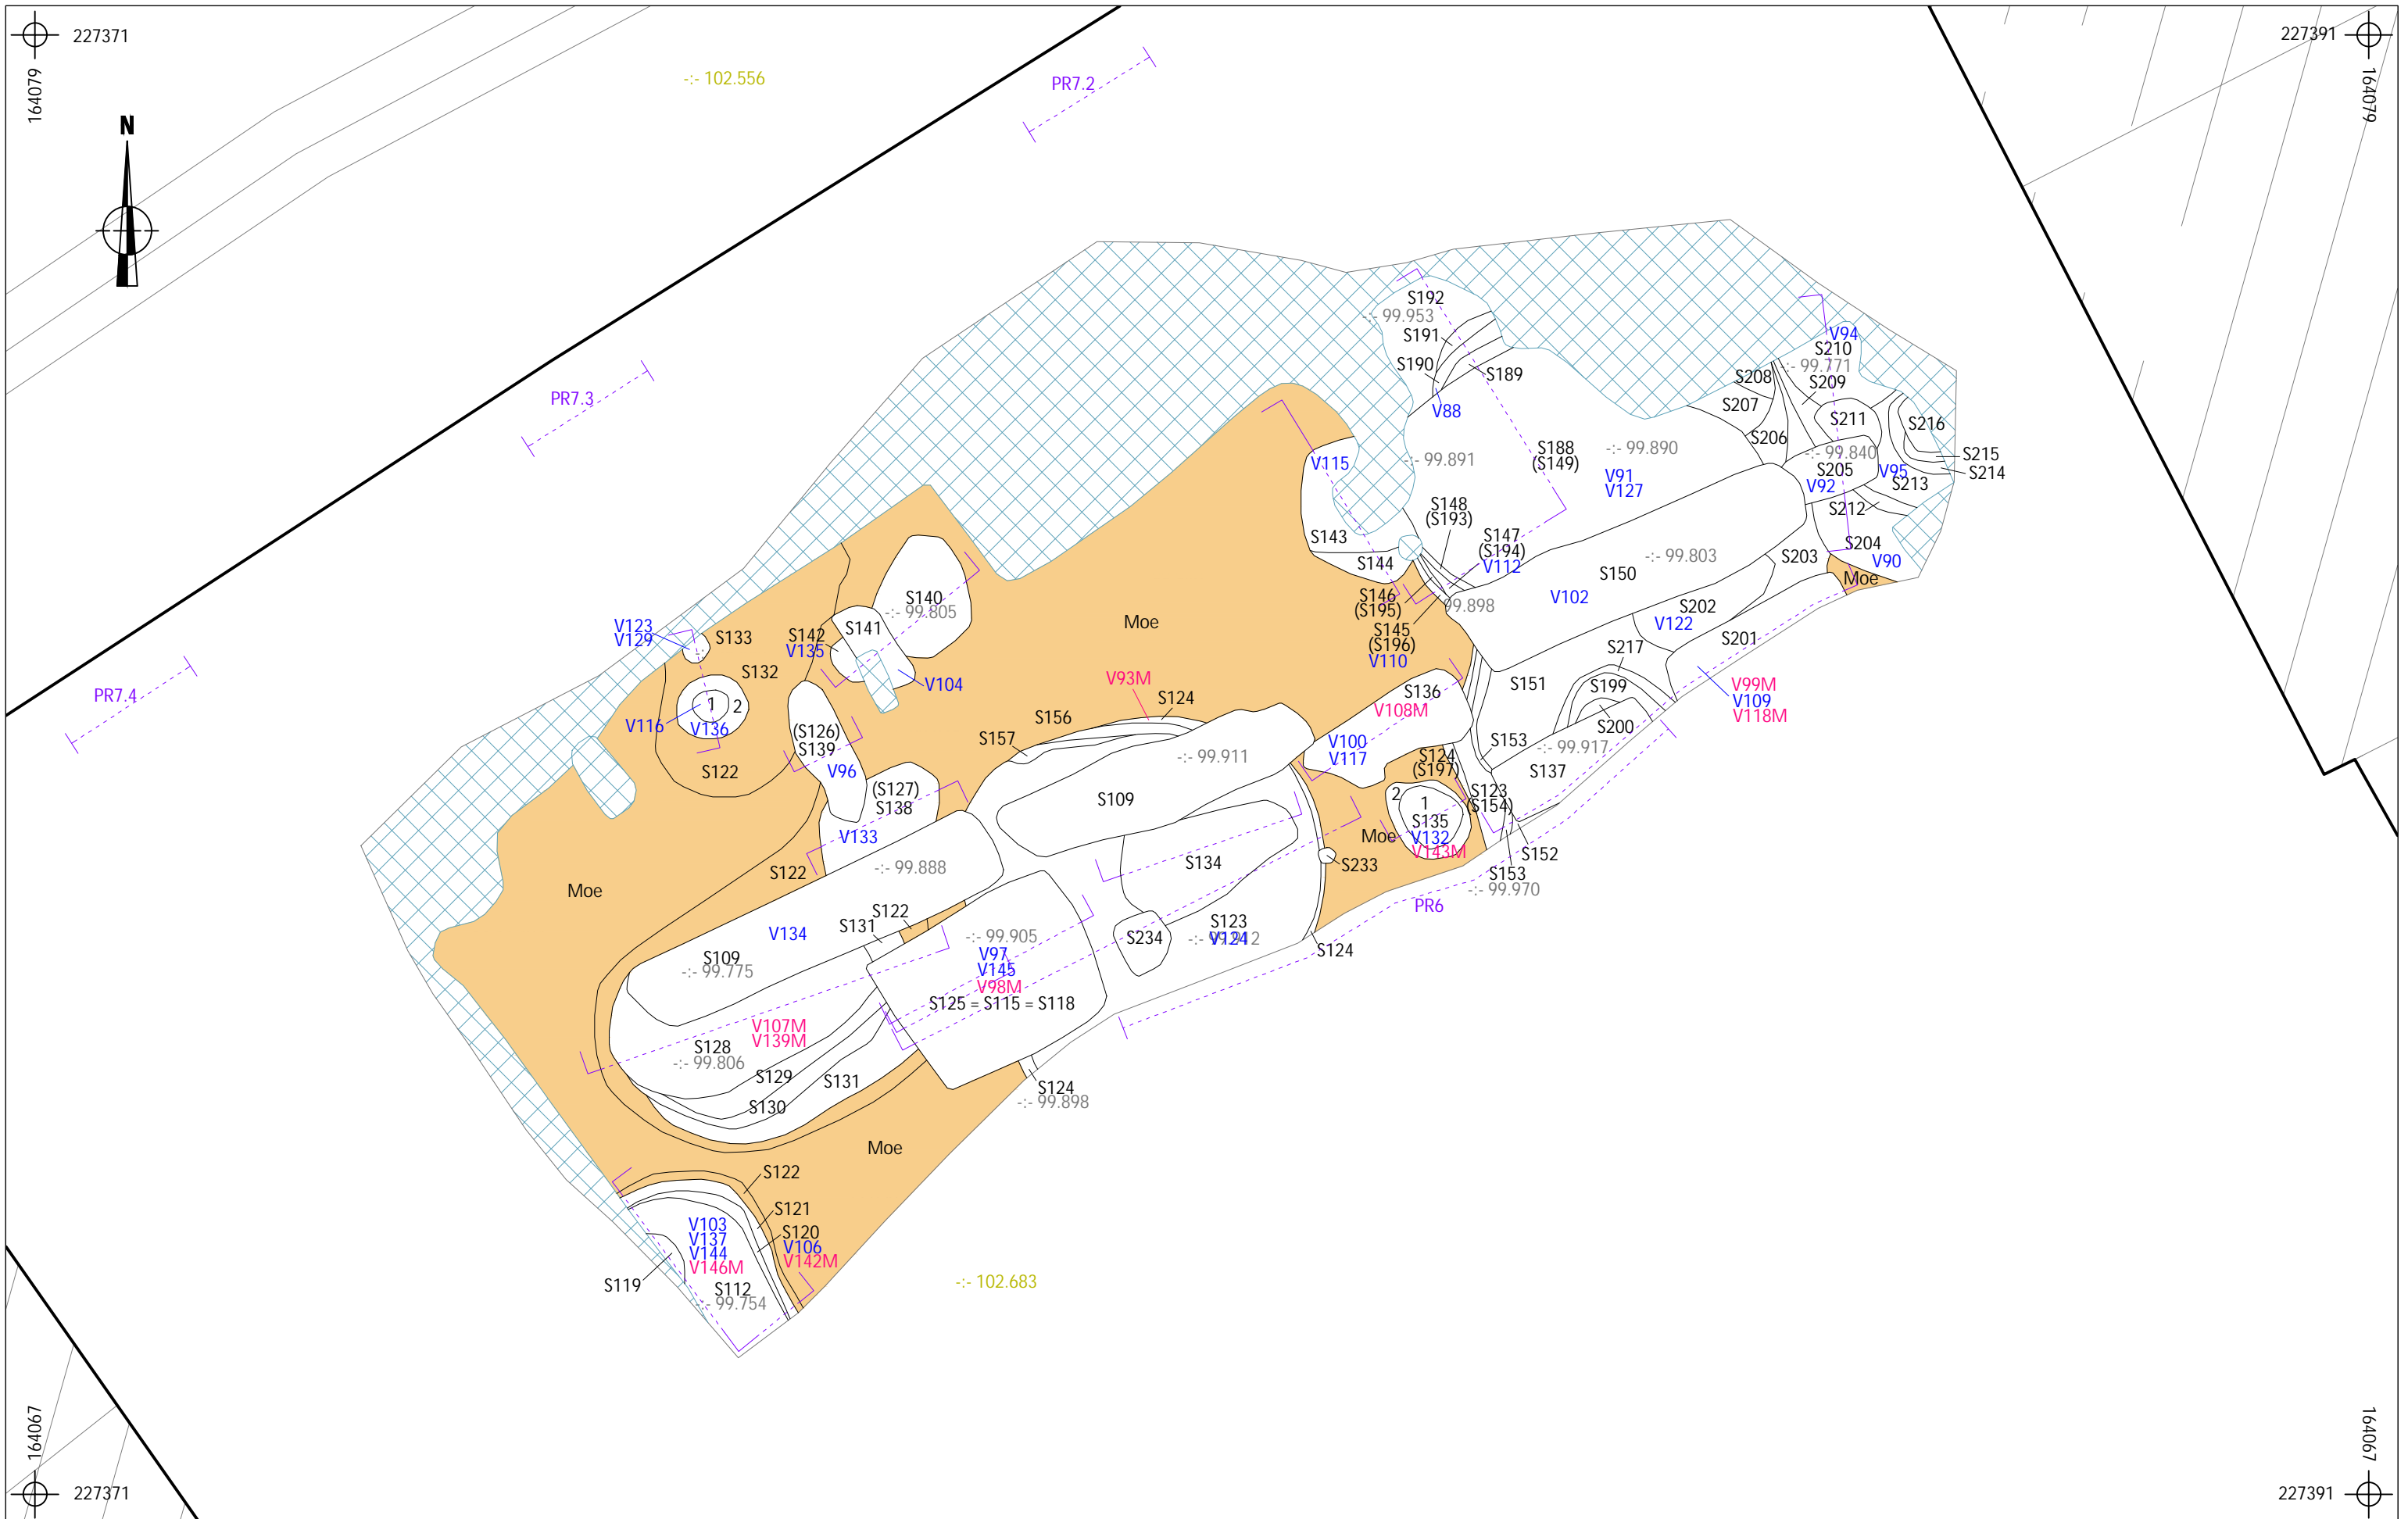 227371
227391
164079
164079
-:- 102.556
PR7.2
N
S192
-:- 99.953
S191
S190
S189
V88
V94
S210
-:- 99.771
S209
S208
S207
S206
S211
S216
-:- 99.840
S205
V95
V92
S213
S215
S214
S212
S204
V90
Moe
S203
PR7.3
V115
-:- 99.891
S188
(S149)
-:- 99.890
V91
V127
S148
(S193)
S147
(S194)
V112
S143
S144
S146
(S195)
99.898
S145
(S196)
V110
-:- 99.803
S150
V102
S202
V122
S201
S217
S199
S200
S151
V99M
V109
V118M
S140
-:- 99.805
S141
S142
V135
V104
V123
V129
S133
S132
1
2
V116
V136
S122
PR7.4
(S126)
S139
V96
(S127)
S138
V133
Moe
V93M
S124
S156
S157
-:- 99.911
S109
S136
V108M
V100
V117
S124
(S197)
S153
-:- 99.917
S137
S123
(S154)
2
1
S135
V132
V143M
Moe
S152
S153
-:- 99.970
PR6
S233
S134
S234
S123
V124
S124
S122
-:- 99.888
Moe
S122
S131
V134
S109
-:- 99.775
-:- 99.905
V97
V145
V98M
S125 = S115 = S118
V107M
V139M
S128
-:- 99.806
S129
S131
S130
S124
-:- 99.898
Moe
S122
S121
S120
V106
V142M
V103
V137
V144
V146M
S119
S112
-:- 99.754
-:- 102.683
164067
164067
227371
227391